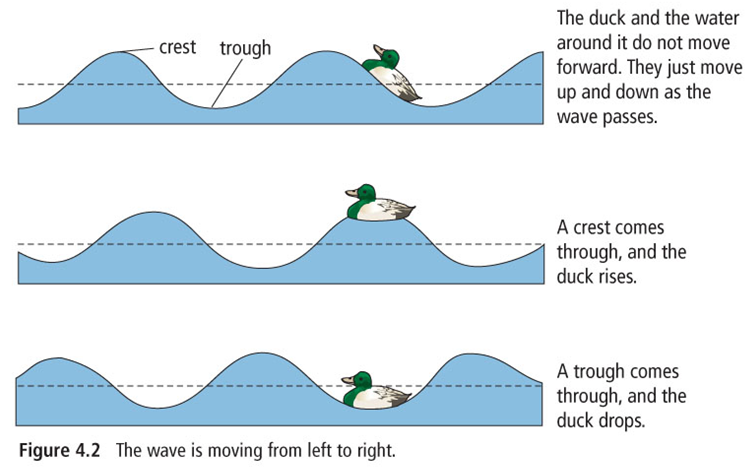 crest
trough
The duck and the water
around it do not move
forward. They just move
up and down as the
wave passes.
A crest comes
through, and the
duck rises.
A trough comes
through, and the
duck drops.
Figure 4.2 The wave is moving from left to right.